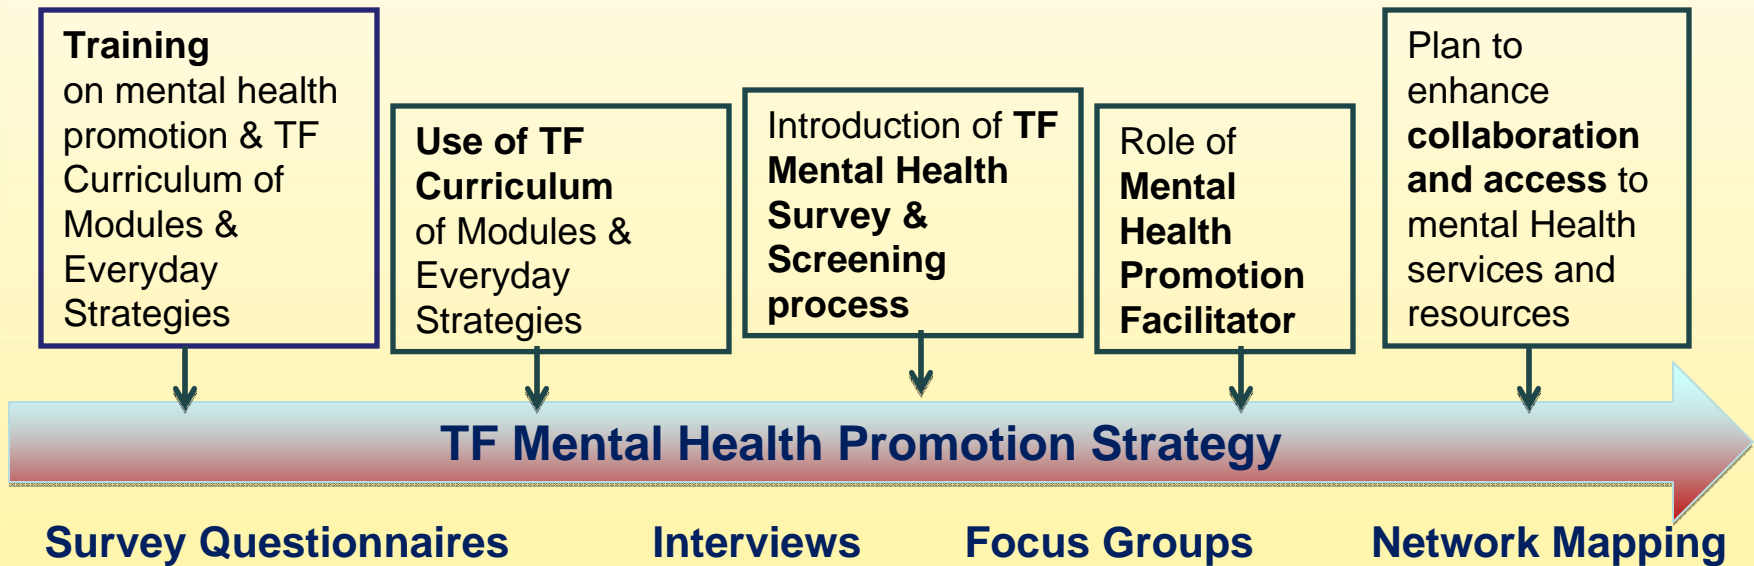 Training
on mental health
promotion & TF
Curriculum of
Modules &
Everyday
Strategies
Use of TF
Curriculum
of Modules &
Everyday
Strategies
Introduction of TF
Mental Health
Survey &
Screening
process
Role of
Mental
Health
Promotion
Facilitator
Plan to
enhance
collaboration
and access to
mental Health
services and
resources
TF Mental Health Promotion Strategy
Survey Questionnaires Interviews Focus Groups Network Mapping